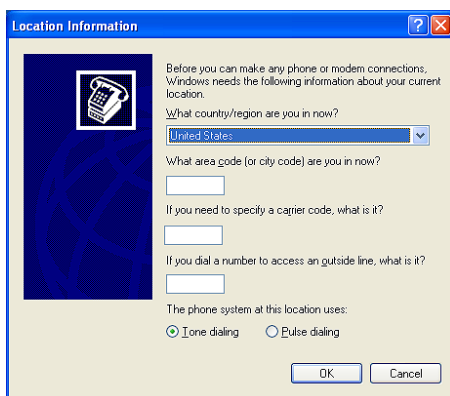 Location Information
Before you can make any phone or modem connections,
Windows needs the following information about your current
location.
What country/region are you in now?
United States
What area code (or city code) are you in now?
If you need to specify a carrier code, what is it?
If you dial a number to access an outside line, what is it?
The phone system at this location uses:
Tone dialing Pulse dialing
OK Cancel